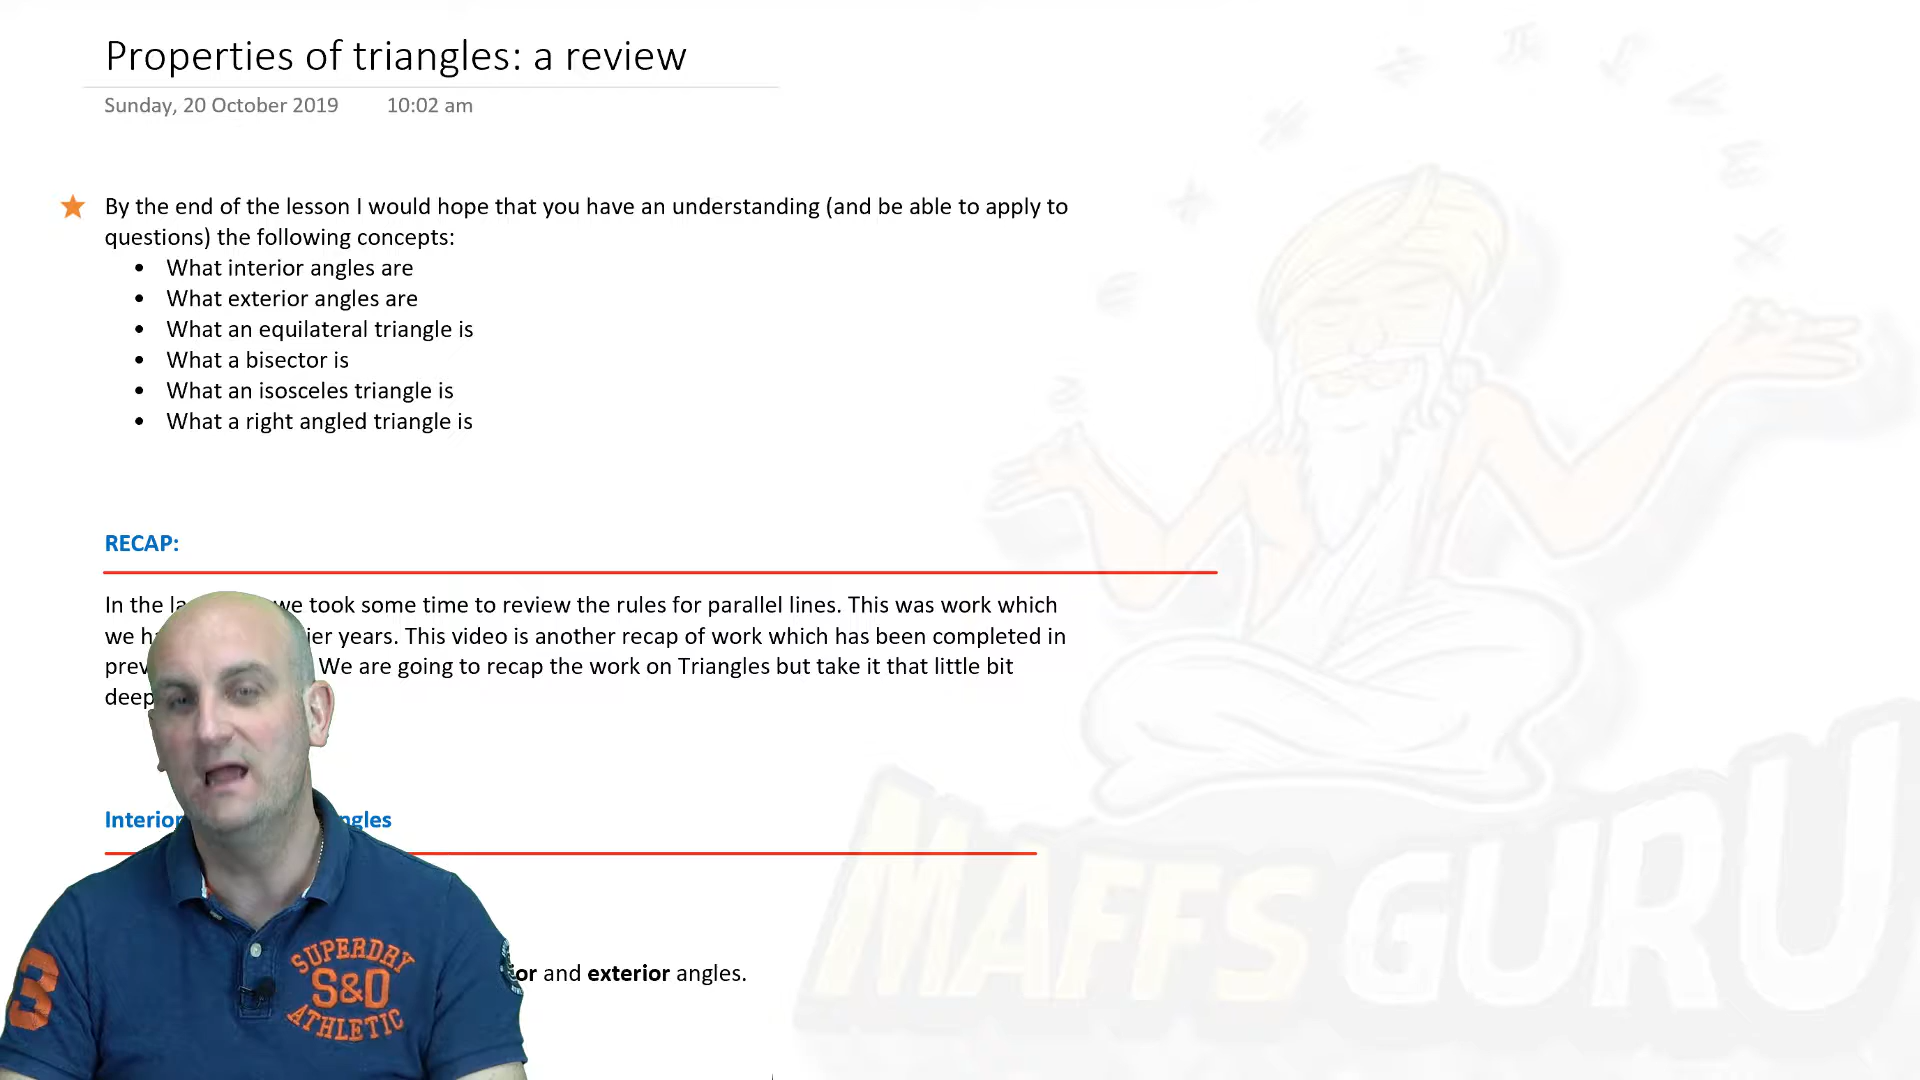 Properties of triangles: a review
Sunday, 20 October 2019 10:02 am
By the end of the lesson I would hope that you have an understanding (and be able to apply to
questions) the following concepts:
• What interior angles are
• What exterior angles are
• What an equilateral triangle is
• What a bisector is
• What an isosceles triangle is
• What a right angled triangle is
RECAP:
In the la we took some time to review the rules for parallel lines. This was work which
we ha ier years. This video is another recap of work which has been completed in
prev We are going to recap the work on Triangles but take it that little bit
deep
Interior ngles
or and exterior angles.
MAFFS GURU
3
SUPERDRY
S&D
ATHLETIC